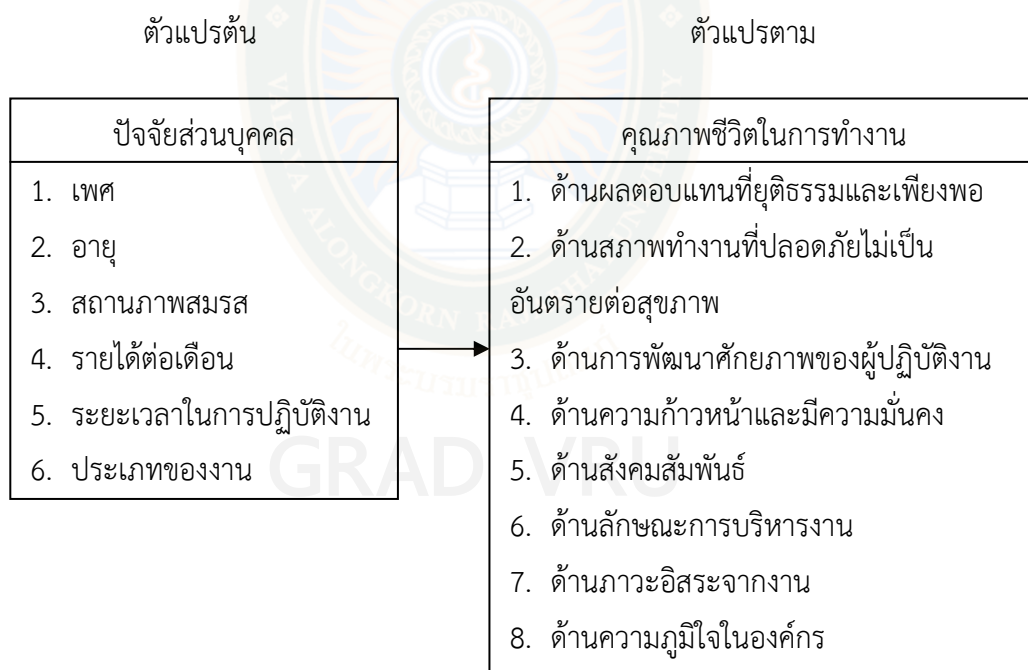 ตัวแปรต้น
ตัวแปรตาม
ปัจจัยส่วนบุคคล
1. เพศ
2. อายุ
3. สถานภาพสมรส
4. รายได้ต่อเดือน
5. ระยะเวลาในการปฏิบัติงาน
6. ประเภทของงาน
คุณภาพชีวิตในการทำงาน
1. ด้านผลตอบแทนที่ยุติธรรมและเพียงพอ
2. ด้านสภาพทำงานที่ปลอดภัยไม่เป็น
อันตรายต่อสุขภาพ
3. ด้านการพัฒนาศักยภาพของผู้ปฏิบัติงาน
4. ด้านความก้าวหน้าและมีความมั่นคง
5. ด้านสังคมสัมพันธ์
6. ด้านลักษณะการบริหารงาน
7. ด้านภาวะอิสระจากงาน
8. ด้านความภูมิใจในองค์กร
GRAD VRU